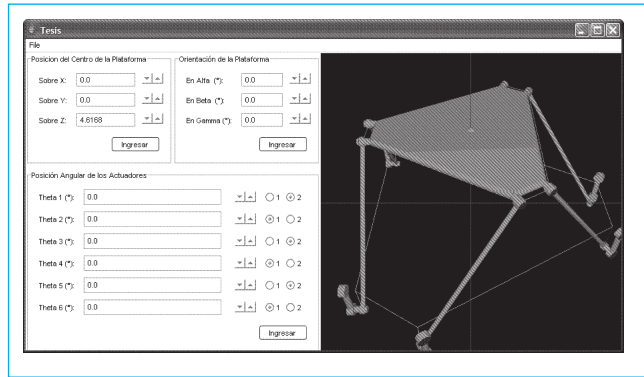 Tesis
File
Posicion del Centro de la Plataforma
Sobre X: 0.0
Sobre Y: 0.0
Sobre Z: 4.6168
Ingresar
Orientación de la Plataforma
En Alfa (°): 0.0
En Beta (°): 0.0
En Gamma (°): 0.0
Ingresar
Posición Angular de los Actuadores
Theta 1 (°): 0.0 1 2
Theta 2 (°): 0.0 1 2
Theta 3 (°): 0.0 1 2
Theta 4 (°): 0.0 1 2
Theta 5 (°): 0.0 1 2
Theta 6 (°): 0.0 1 2
Ingresar